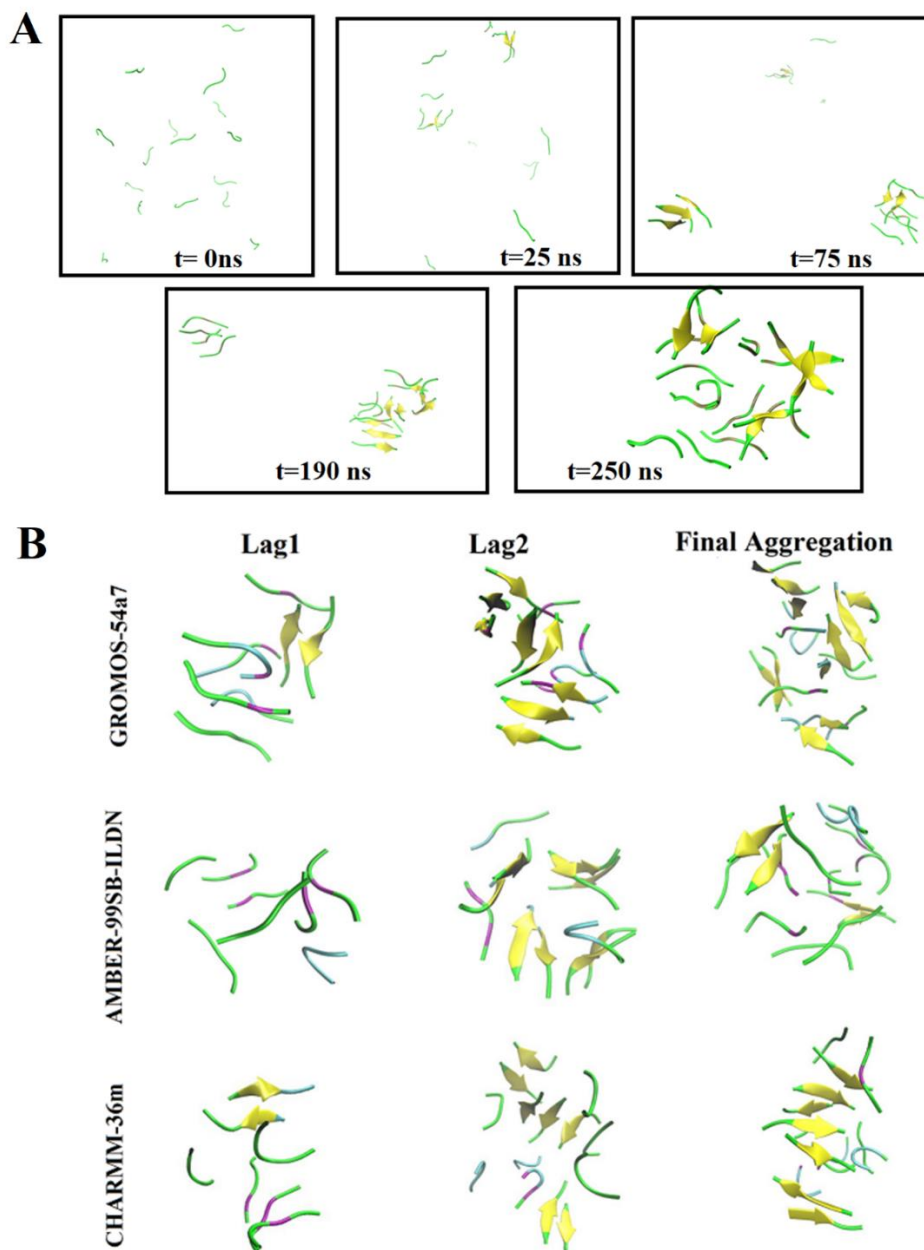 A
t= 0ns
t=25 ns
t=75 ns
t=190 ns
t=250 ns
B
Lag1
Lag2
Final Aggregation
GROMOS-54a7
AMBER-99SB-ILDN
CHARMM-36m